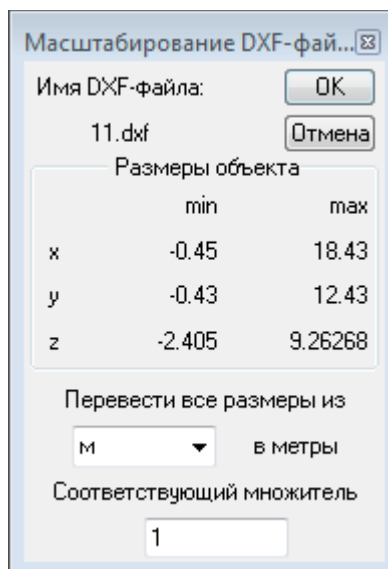 Масштабирование DXF-фай...
Имя DXF-файла: OK
11.dxf Отмена
Размеры объекта
min max
x -0.45 18.43
y -0.43 12.43
z -2.405 9.26268
Перевести все размеры из
м в метры
Соответствующий множитель
1